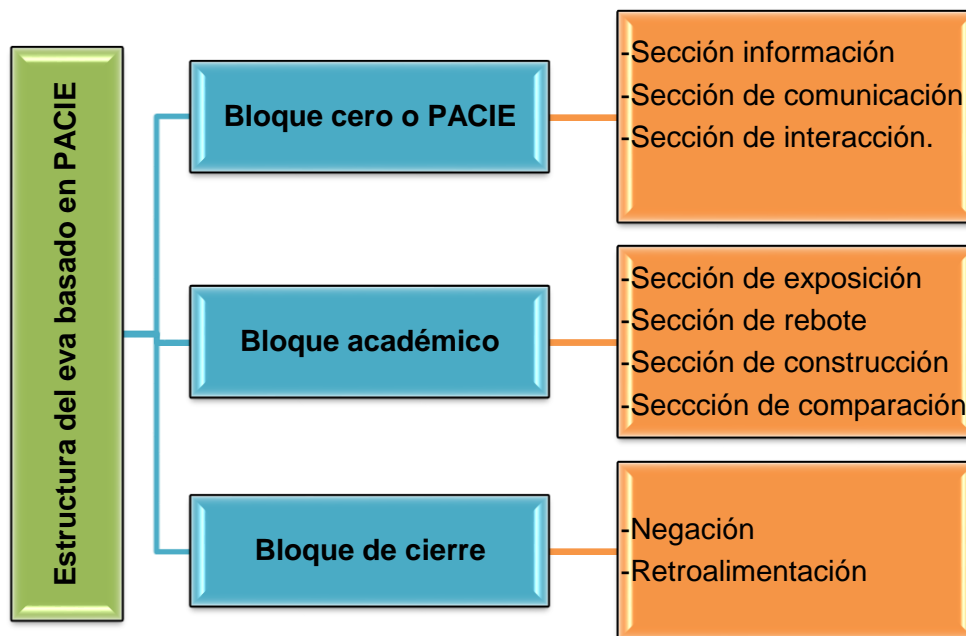 Estructura del eva basado en PACIE
Bloque cero o PACIE
-Sección información
-Sección de comunicación
-Sección de interacción.
Bloque académico
-Sección de exposición
-Sección de rebote
-Sección de construcción
-Seccción de comparación
Bloque de cierre
-Negación
-Retroalimentación